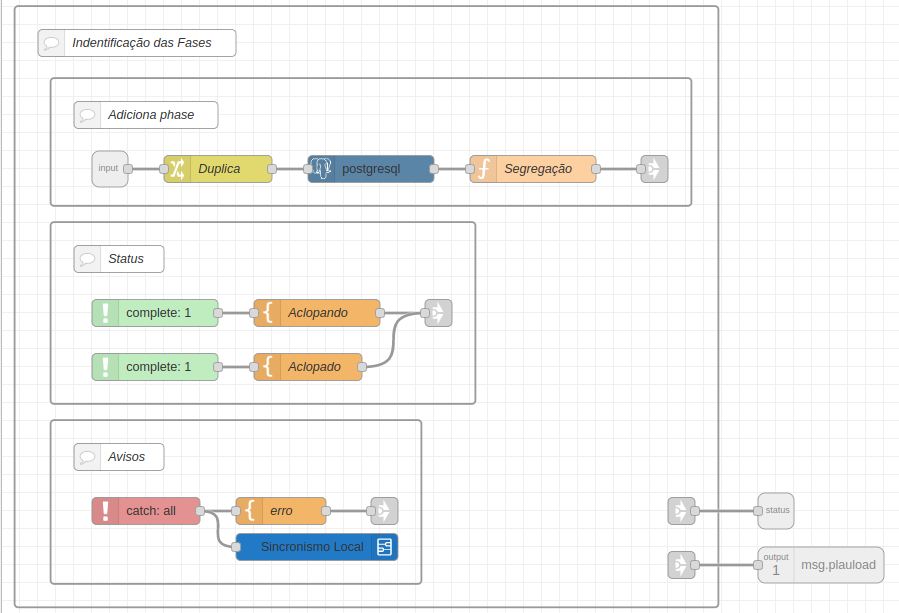 Indentificação das Fases
Adiciona phase
input
Duplica
postgresql
Segregação
Status
complete: 1
Aclopando
complete: 1
Aclopado
Avisos
catch: all
erro
Sincronismo Local
status
output
1
msg.plauload